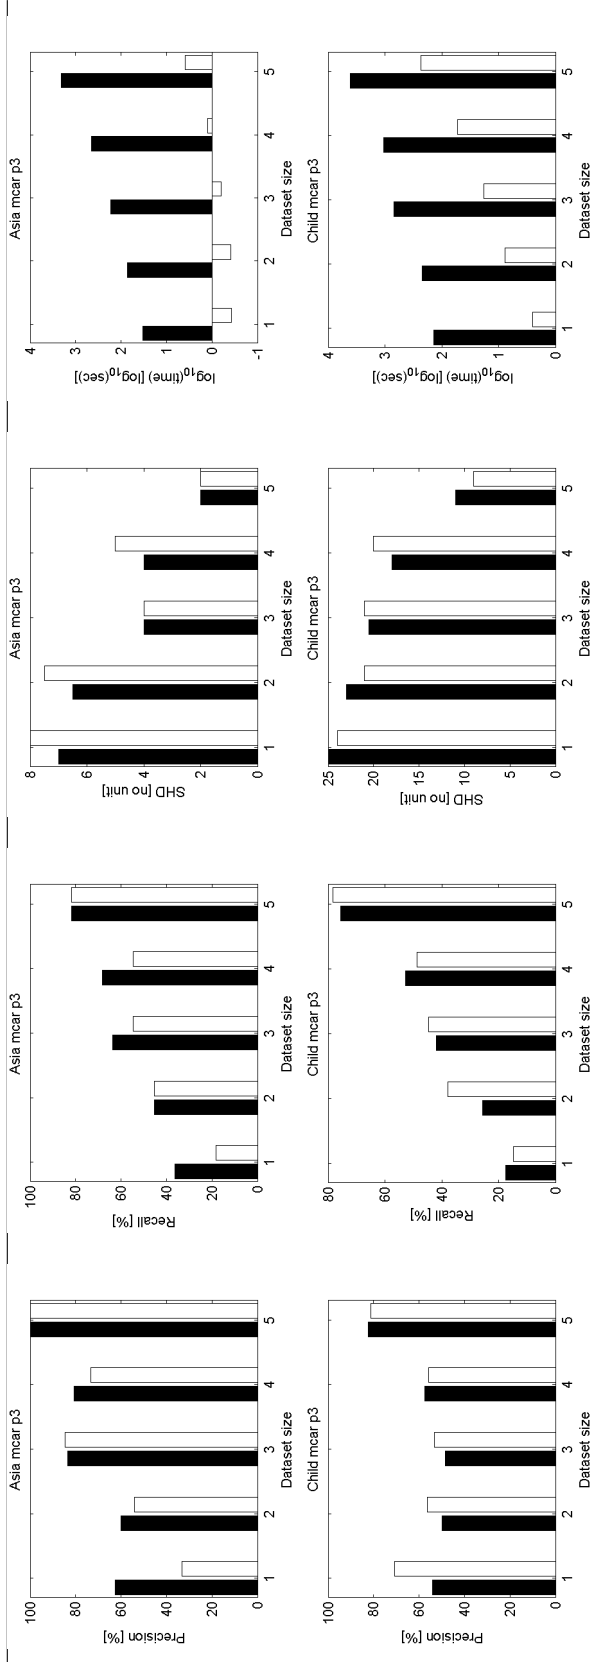 Asia mcar p3
Precision [%]
100
80
60
40
20
0
1 2 3 4 5
Dataset size
Asia mcar p3
Recall [%]
100
80
60
40
20
0
1 2 3 4 5
Dataset size
Asia mcar p3
SHD [no unit]
8
6
4
2
0
1 2 3 4 5
Dataset size
Asia mcar p3
log10(time) [log10(sec)]
4
3
2
1
0
-1
1 2 3 4 5
Dataset size
Child mcar p3
Precision [%]
100
80
60
40
20
0
1 2 3 4 5
Dataset size
Child mcar p3
Recall [%]
80
60
40
20
0
1 2 3 4 5
Dataset size
Child mcar p3
SHD [no unit]
25
20
15
10
5
0
1 2 3 4 5
Dataset size
Child mcar p3
log10(time) [log10(sec)]
4
3
2
1
0
1 2 3 4 5
Dataset size